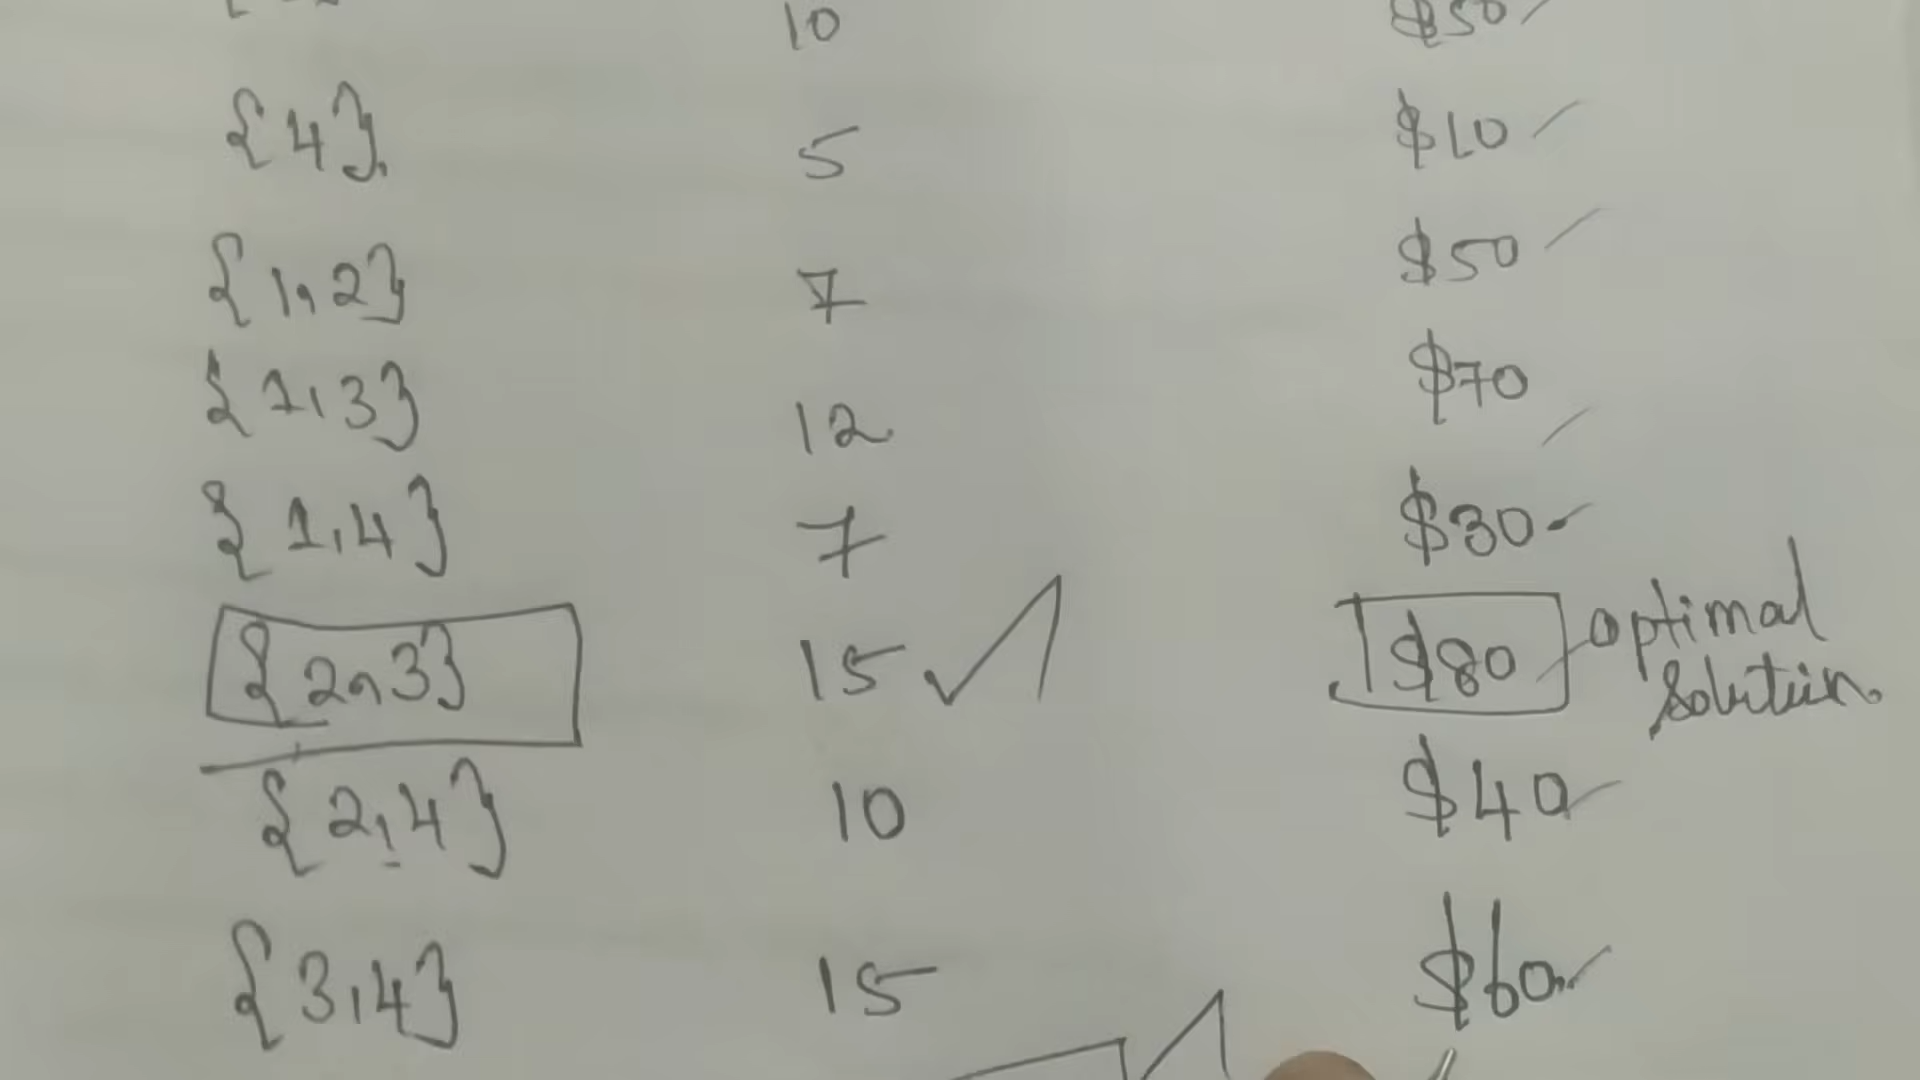 10 $50
{4} 5 $10
{1,2} 7 $50
{1,3} 12 $70
{1,4} 7 $30
{2,3} 15 $80 optimal solution.
{2,4} 10 $40
{3,4} 15 $60